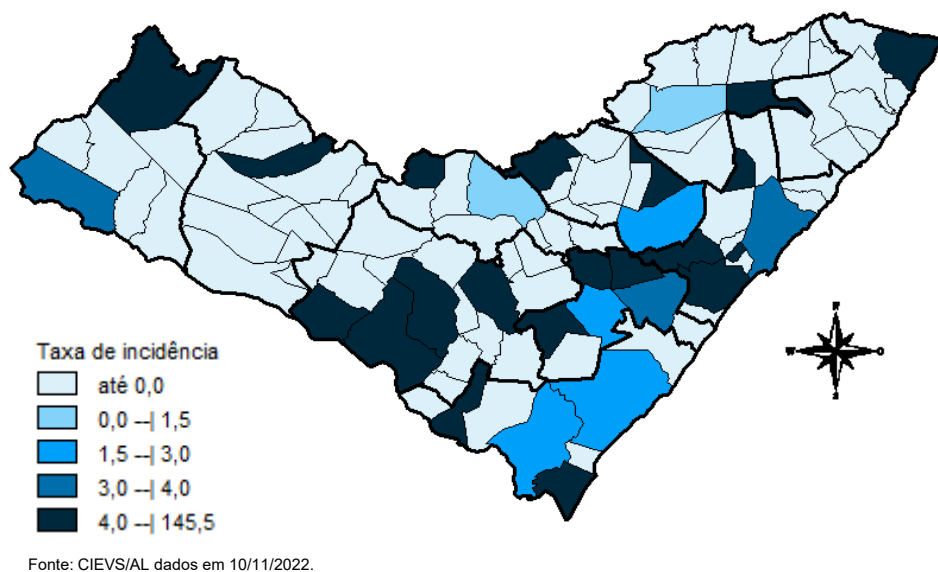 Taxa de incidência
até 0,0
0,0 --| 1,5
1,5 --| 3,0
3,0 --| 4,0
4,0 --| 145,5
Fonte: CIEVS/AL dados em 10/11/2022.